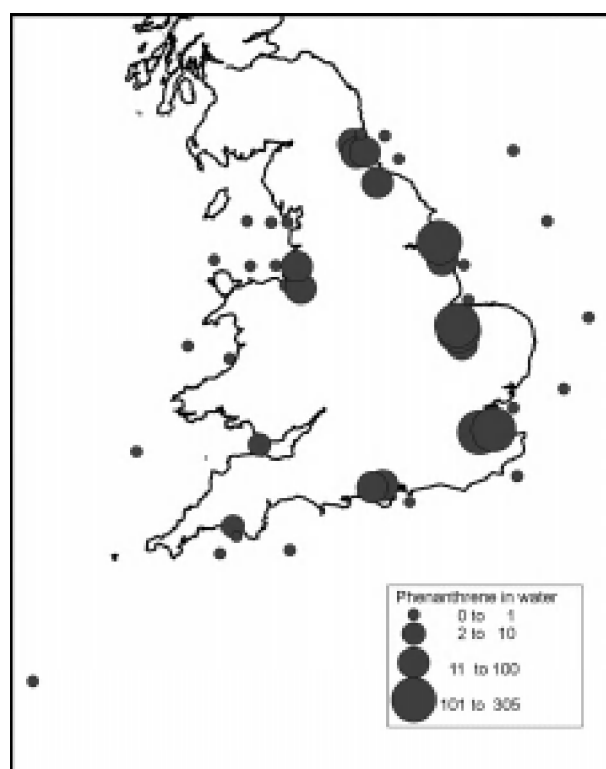 Phenanthrene in water
0 to 1
2 to 10
11 to 100
101 to 305